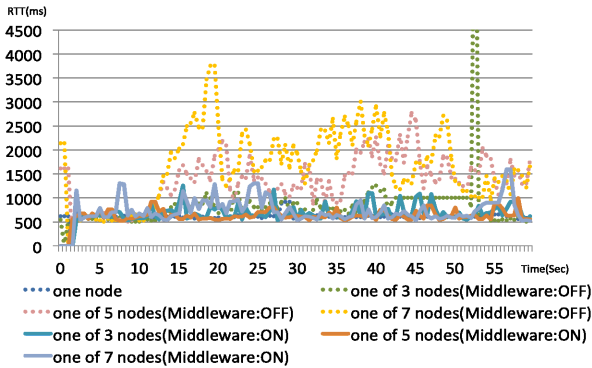 RTT(ms)
4500
4000
3500
3000
2500
2000
1500
1000
500
0
0 5 10 15 20 25 30 35 40 45 50 55 Time(Sec)
one node one of 3 nodes(Middleware:OFF)
one of 5 nodes(Middleware:OFF) one of 7 nodes(Middleware:OFF)
one of 3 nodes(Middleware:ON) one of 5 nodes(Middleware:ON)
one of 7 nodes(Middleware:ON)